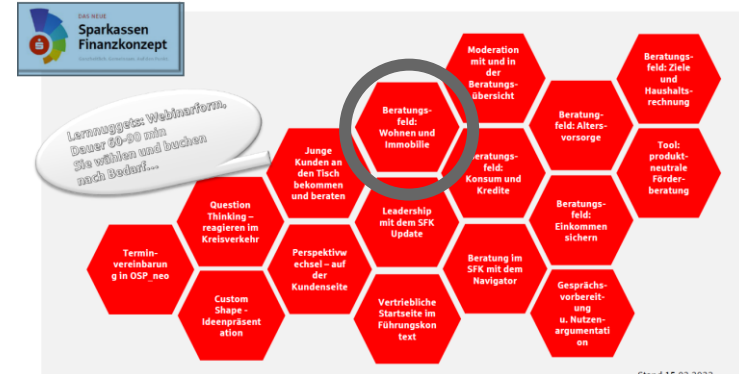 DAS NEUE
Sparkassen
Finanzkonzept
Lernnuggets: Webinarform,
Dauer 60-90 min
Sie wählen und buchen
nach Bedarf...
Moderation
mit und in
der
Beratungs-
übersicht
Beratungs-
feld: Ziele
und
Haushalts-
rechnung
Beratungs-
feld:
Wohnen und
Immobilie
Beratung-
feld: Alters-
vorsorge
Junge
Kunden an
den Tisch
bekommen
und beraten
Beratungs-
feld:
Konsum und
Kredite
Tool:
produkt-
neutrale
Förder-
beratung
Question
Thinking –
reagieren im
Kreisverkehr
Leadership
mit dem SFK
Update
Beratungs-
feld:
Einkommen
sichern
Termin-
vereinbarun
g in OSP_neo
Perspektivw
echsel – auf
der
Kundenseite
Beratung im
SFK mit dem
Navigator
Custom
Shape -
Ideenpräsent
ation
Vertriebliche
Startseite im
Führungskon
text
Gesprächs-
vorbereit-
ung
u. Nutzen-
argumentati
on